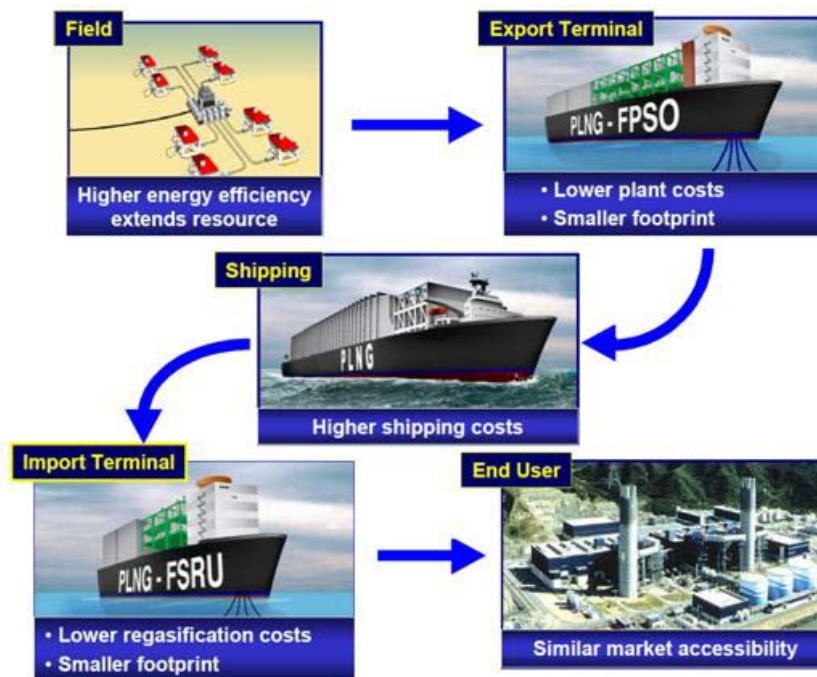 Field
Higher energy efficiency
extends resource
Export Terminal
PLNG - FPSO
• Lower plant costs
• Smaller footprint
Shipping
PLNG
Higher shipping costs
Import Terminal
PLNG - FSRU
• Lower regasification costs
• Smaller footprint
End User
Similar market accessibility